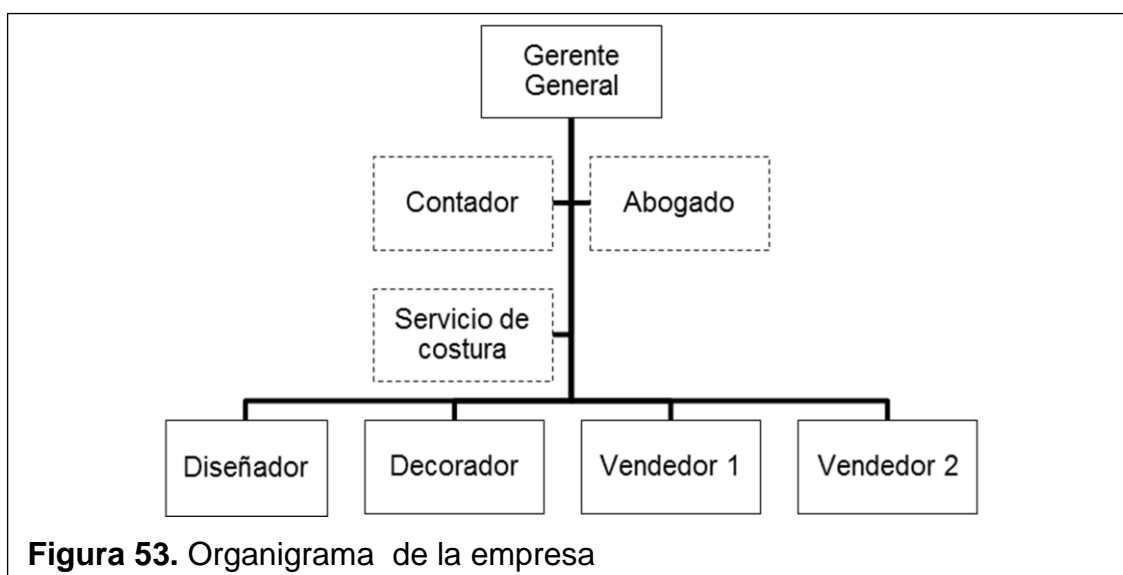 Gerente
General
Contador
Abogado
Servicio de
costura
Diseñador
Decorador
Vendedor 1
Vendedor 2
Figura 53. Organigrama de la empresa